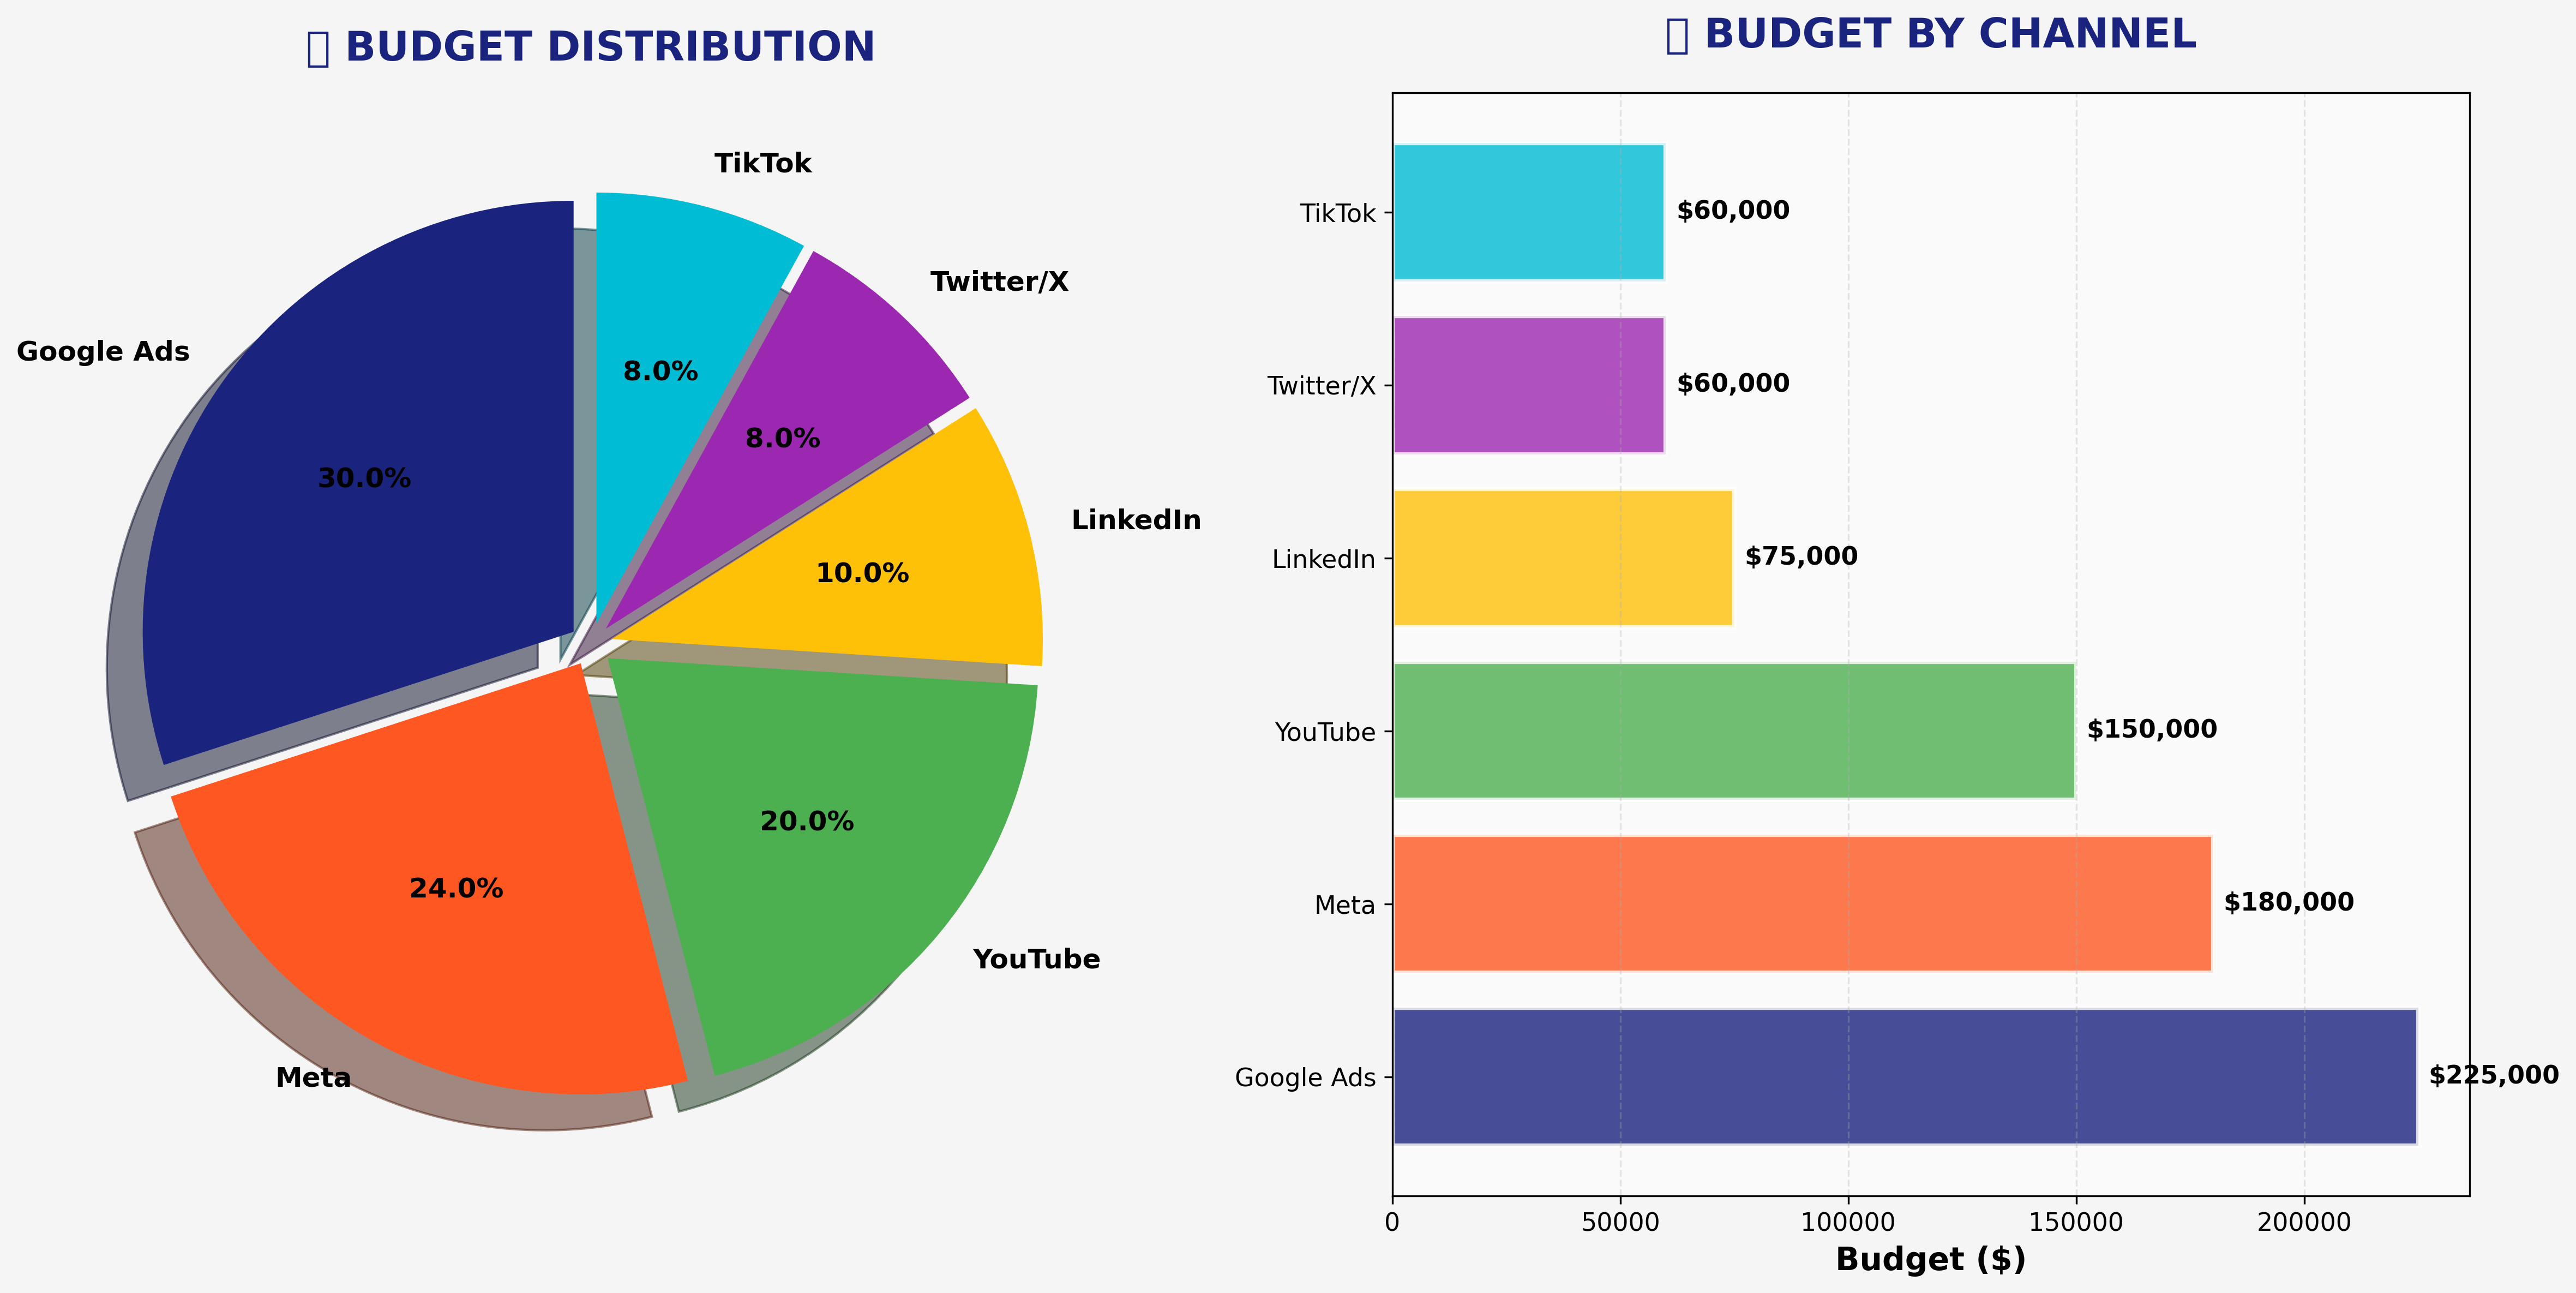 BUDGET DISTRIBUTION
TikTok
Twitter/X
Google Ads
8.0%
8.0%
30.0%
LinkedIn
10.0%
20.0%
24.0%
YouTube
Meta
BUDGET BY CHANNEL
TikTok
$60,000
Twitter/X
$60,000
LinkedIn
$75,000
YouTube
$150,000
Meta
$180,000
Google Ads
$225,000
0 50000 100000 150000 200000
Budget ($)